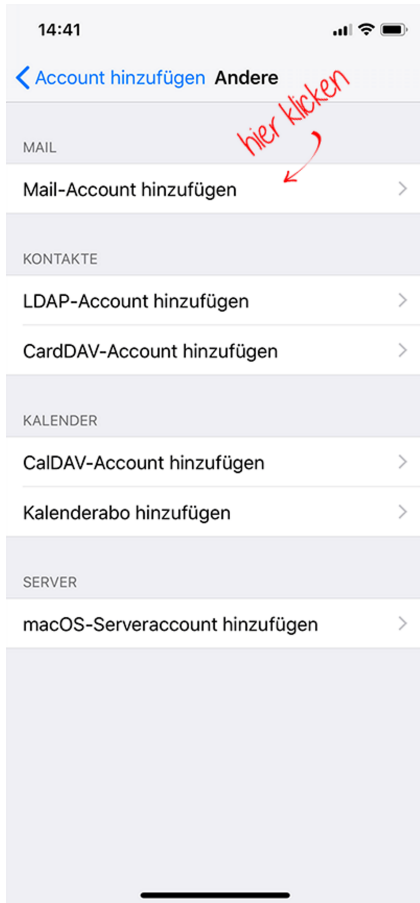 14:41
Account hinzufügen Andere
hier klicken
MAIL
Mail-Account hinzufügen
KONTAKTE
LDAP-Account hinzufügen
CardDAV-Account hinzufügen
KALENDER
CalDAV-Account hinzufügen
Kalenderabo hinzufügen
SERVER
macOS-Serveraccount hinzufügen